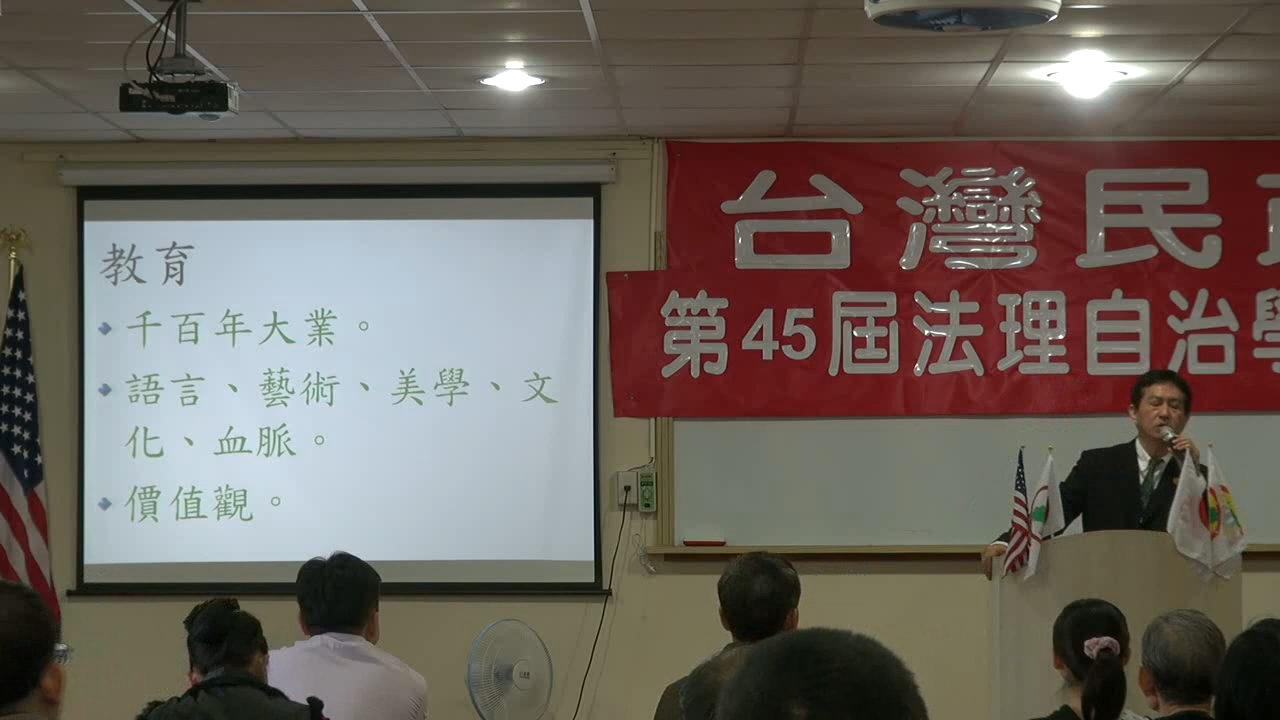 教育
千百年大業。
語言、藝術、美學、文
化、血脈。
價值觀。
台灣民
第45屆法理自治學